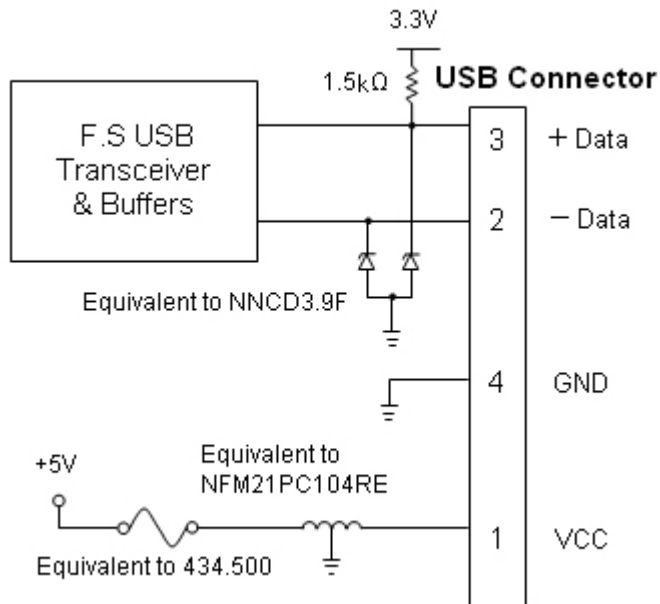 3.3V
1.5kΩ
USB Connector
F.S USB
Transceiver
& Buffers
3
+ Data
2
− Data
Equivalent to NNCD3.9F
4
GND
Equivalent to
NFM21PC104RE
+5V
1
VCC
Equivalent to 434.500